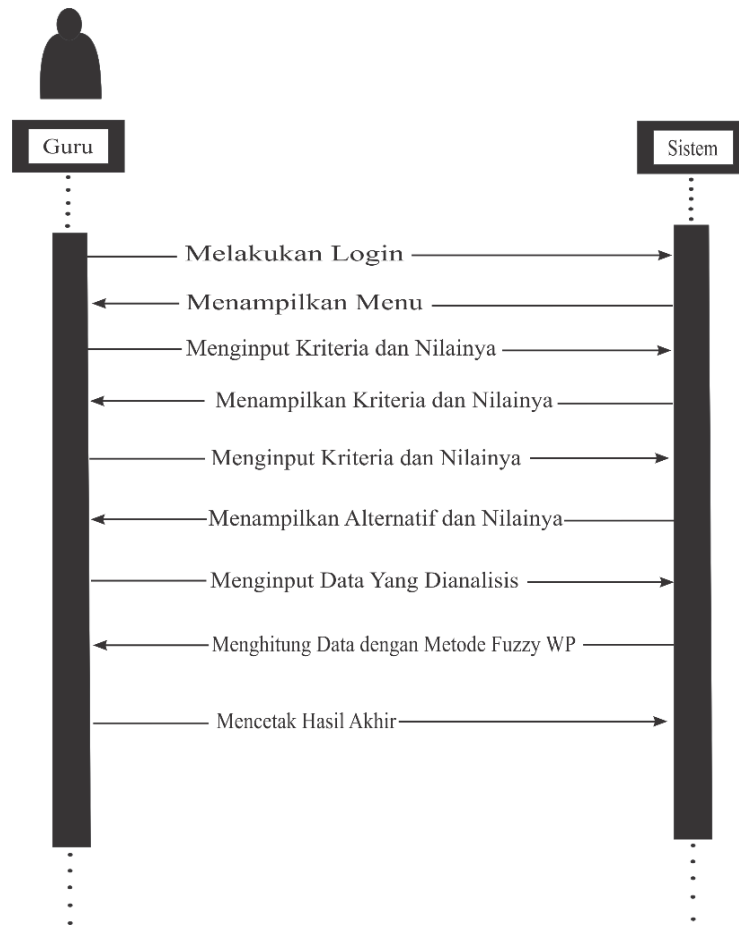 Guru
Sistem
Melakukan Login
Menampilkan Menu
Menginput Kriteria dan Nilainya
Menampilkan Kriteria dan Nilainya
Menginput Kriteria dan Nilainya
Menampilkan Alternatif dan Nilainya
Menginput Data Yang Dianalisis
Menghitung Data dengan Metode Fuzzy WP
Mencetak Hasil Akhir